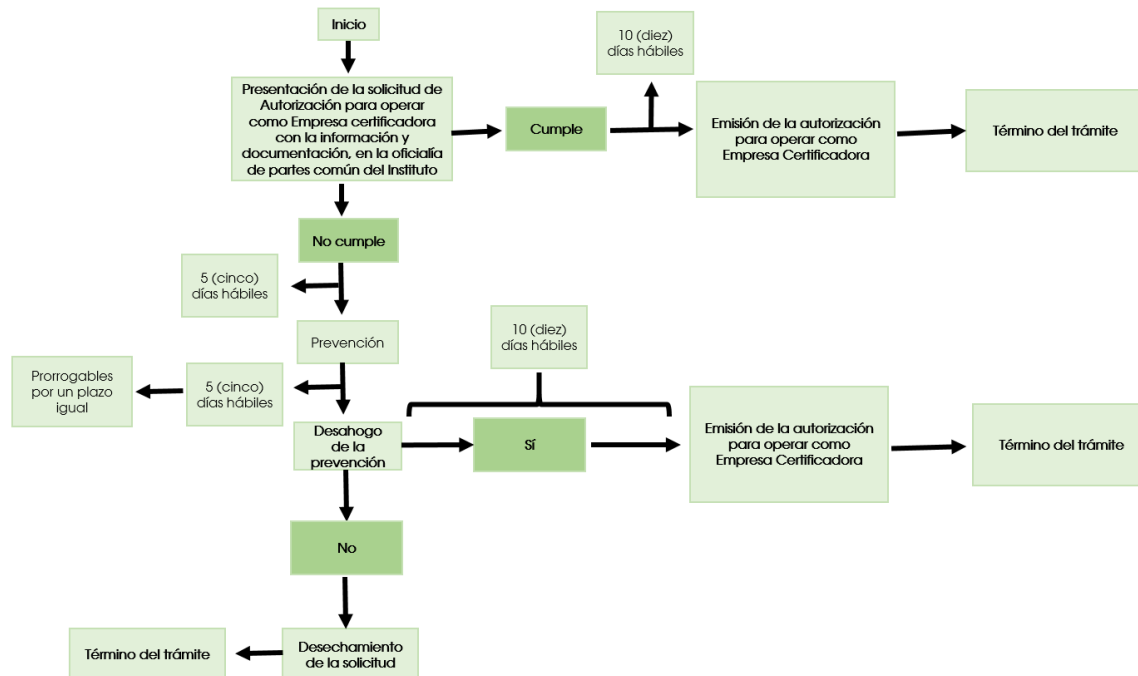 Inicio
10 (diez)
días hábiles
Presentación de la solicitud de
Autorización para operar
como Empresa certificadora
con la información y
documentación, en la oficialía
de partes común del Instituto
Cumple
Emisión de la autorización
para operar como
Empresa Certificadora
Término del trámite
No cumple
5 (cinco)
días hábiles
Prevención
10 (diez)
días hábiles
Prorrogables
por un plazo
igual
5 (cinco)
días hábiles
Desahogo
de la
prevención
Sí
Emisión de la autorización
para operar como
Empresa Certificadora
Término del trámite
No
Desechamiento
de la solicitud
Término del trámite